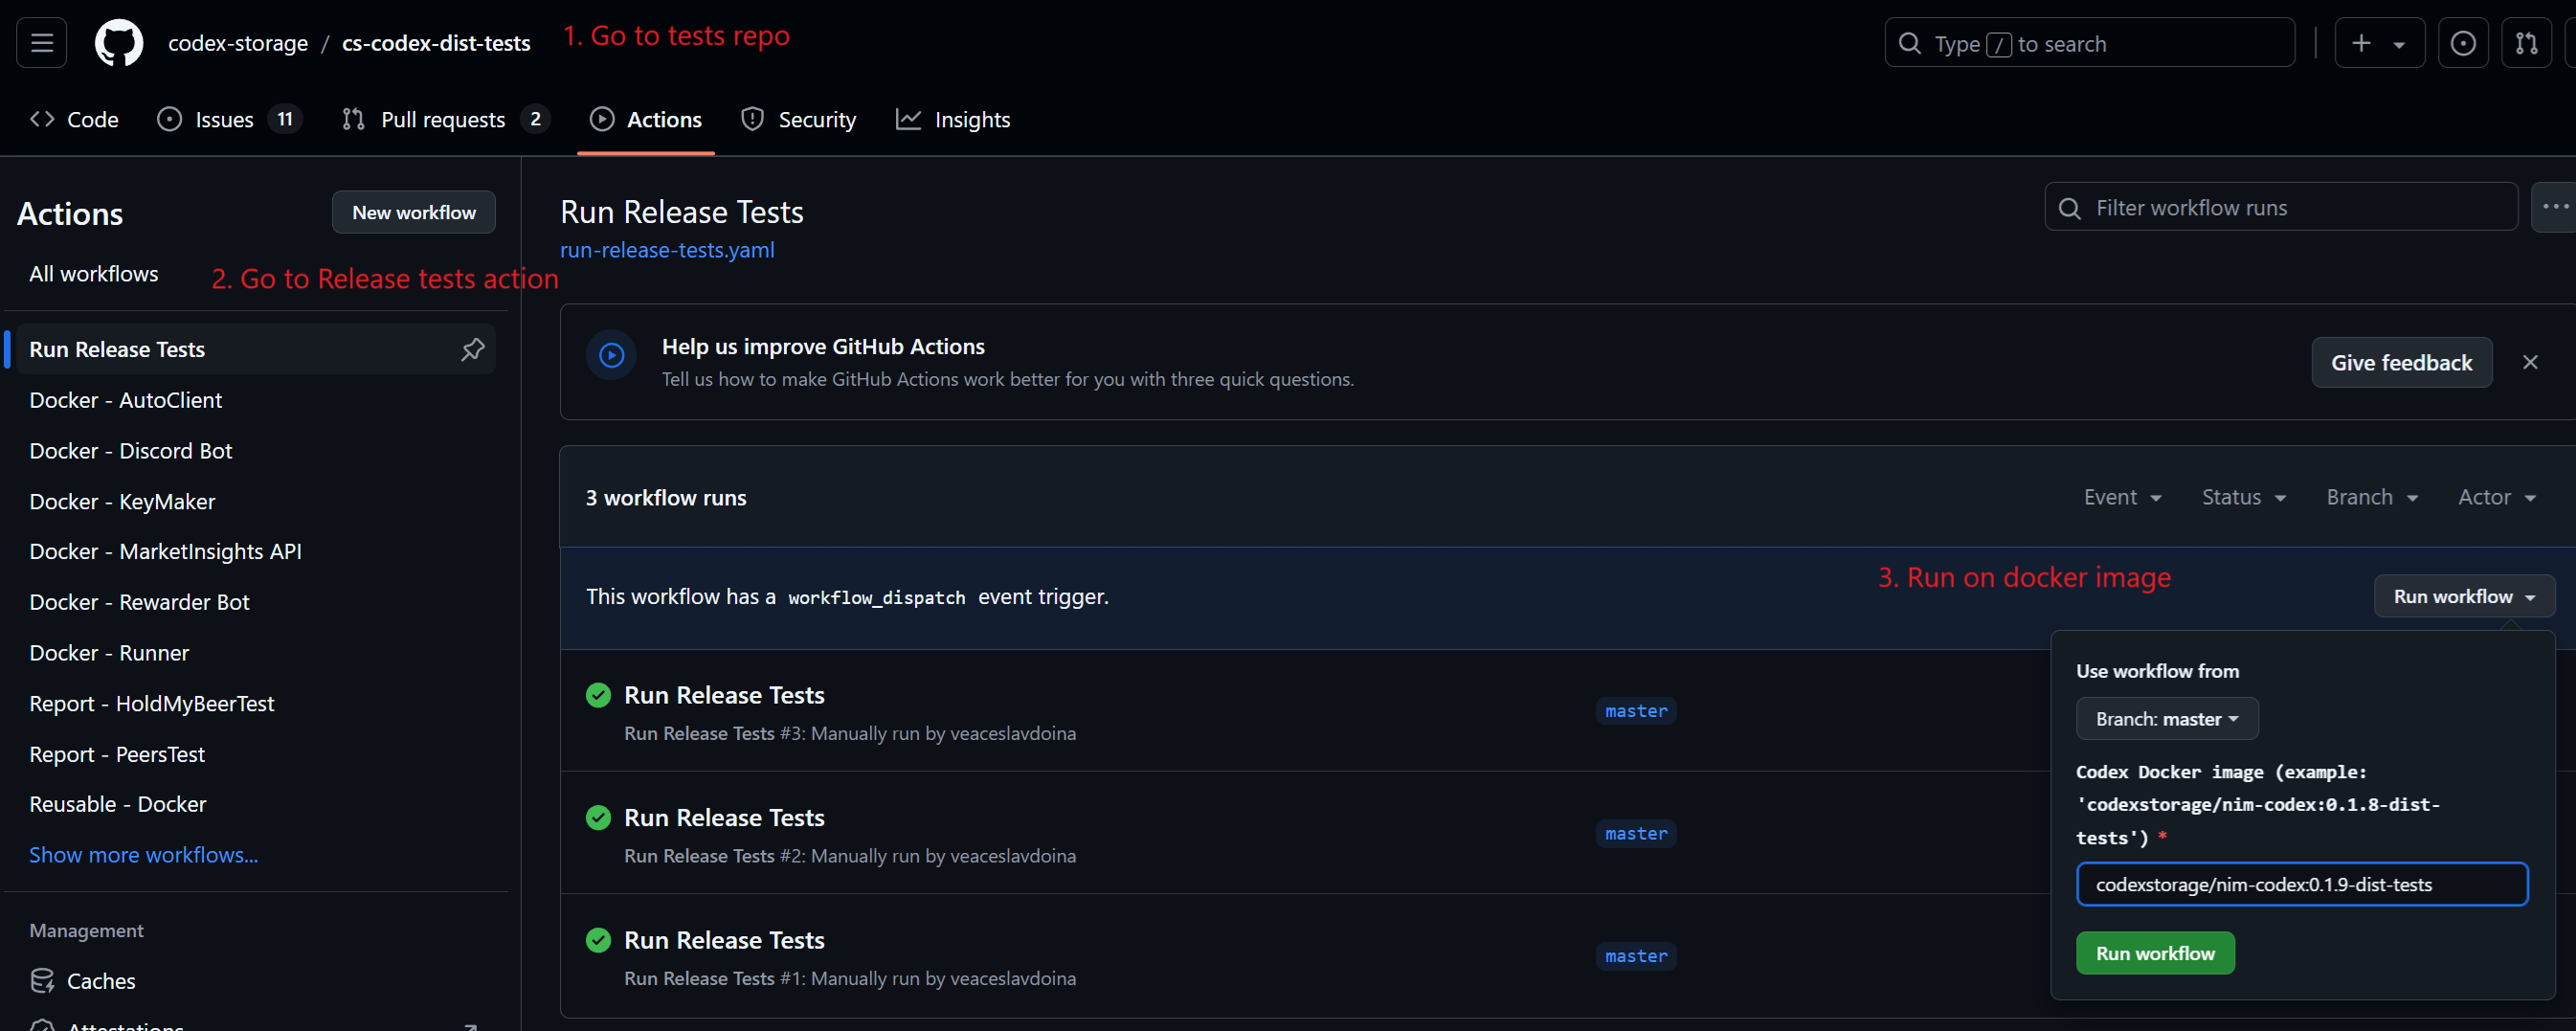 codex-storage / cs-codex-dist-tests
1. Go to tests repo
Type / to search
Code
Issues 11
Pull requests 2
Actions
Security
Insights
Actions
New workflow
All workflows
2. Go to Release tests action
Run Release Tests
Docker - AutoClient
Docker - Discord Bot
Docker - KeyMaker
Docker - MarketInsights API
Docker - Rewarder Bot
Docker - Runner
Report - HoldMyBeerTest
Report - PeersTest
Reusable - Docker
Show more workflows...
Management
Caches
Attestations
Run Release Tests
run-release-tests.yaml
Filter workflow runs
Help us improve GitHub Actions
Tell us how to make GitHub Actions work better for you with three quick questions.
Give feedback
3 workflow runs
Event
Status
Branch
Actor
This workflow has a workflow_dispatch event trigger.
3. Run on docker image
Run workflow
Run Release Tests
Run Release Tests #3: Manually run by veaceslavdoina
master
Run Release Tests
Run Release Tests #2: Manually run by veaceslavdoina
master
Run Release Tests
Run Release Tests #1: Manually run by veaceslavdoina
master
Use workflow from
Branch: master
Codex Docker image (example:
'codexstorage/nim-codex:0.1.8-dist-
tests') *
codexstorage/nim-codex:0.1.9-dist-tests
Run workflow